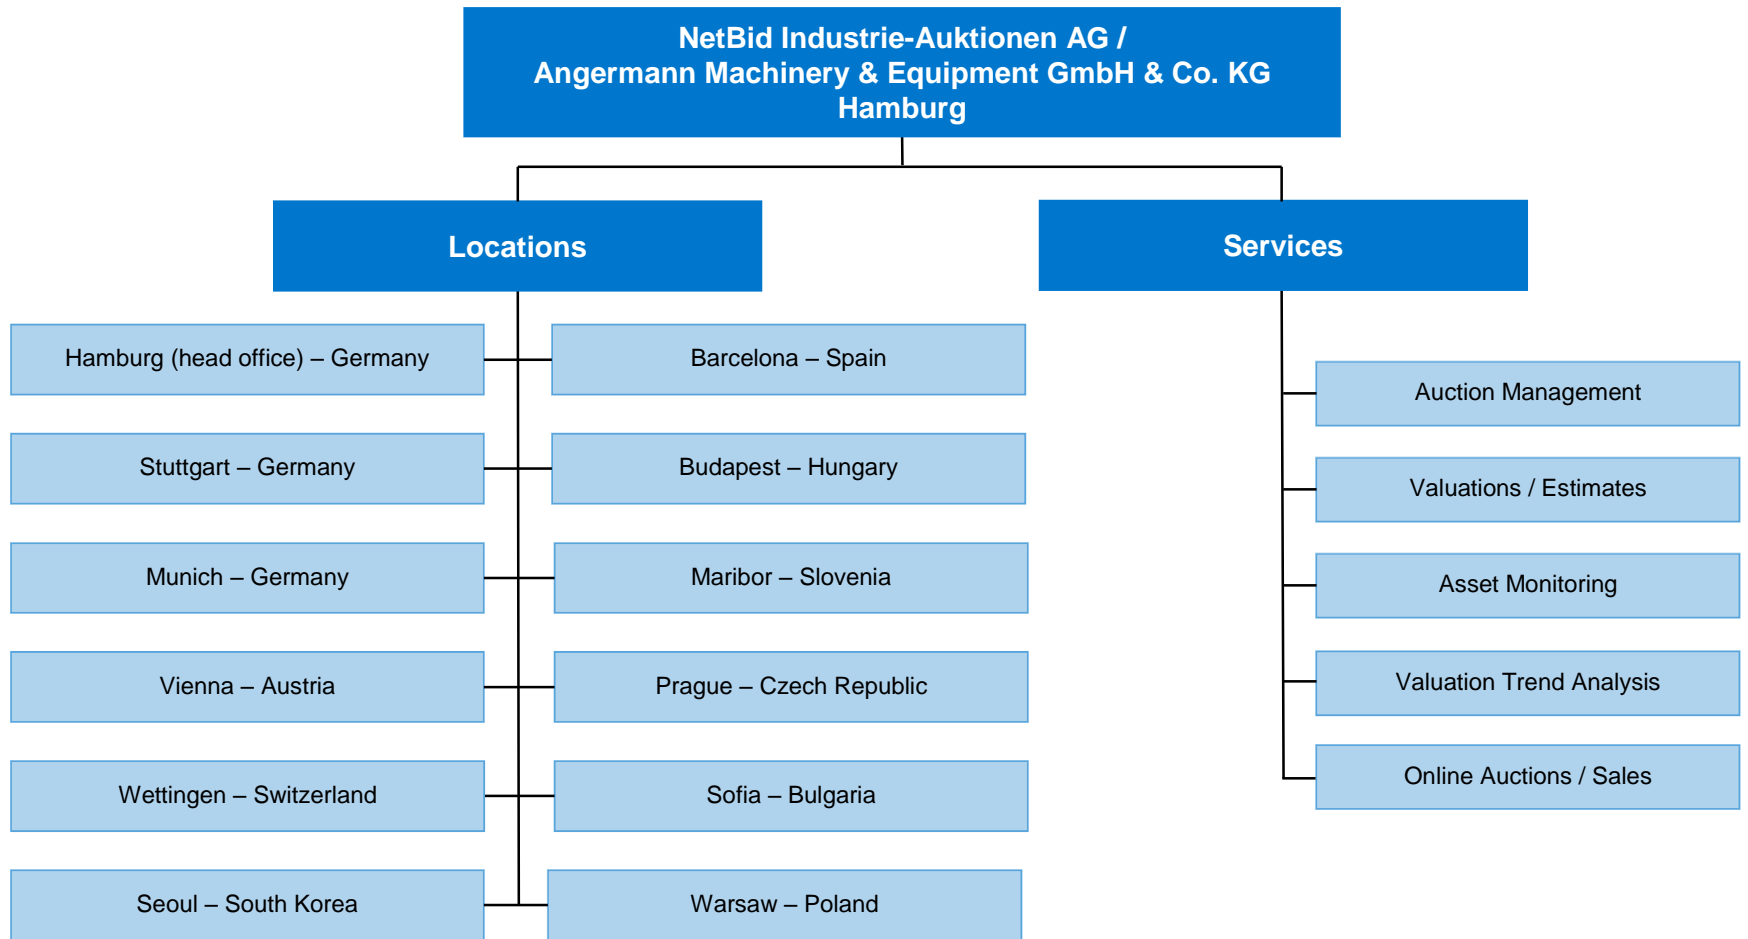 NetBid Industrie-Auktionen AG /
Angermann Machinery & Equipment GmbH & Co. KG
Hamburg
Locations
Services
Hamburg (head office) – Germany
Barcelona – Spain
Stuttgart – Germany
Budapest – Hungary
Munich – Germany
Maribor – Slovenia
Vienna – Austria
Prague – Czech Republic
Wettingen – Switzerland
Sofia – Bulgaria
Seoul – South Korea
Warsaw – Poland
Auction Management
Valuations / Estimates
Asset Monitoring
Valuation Trend Analysis
Online Auctions / Sales